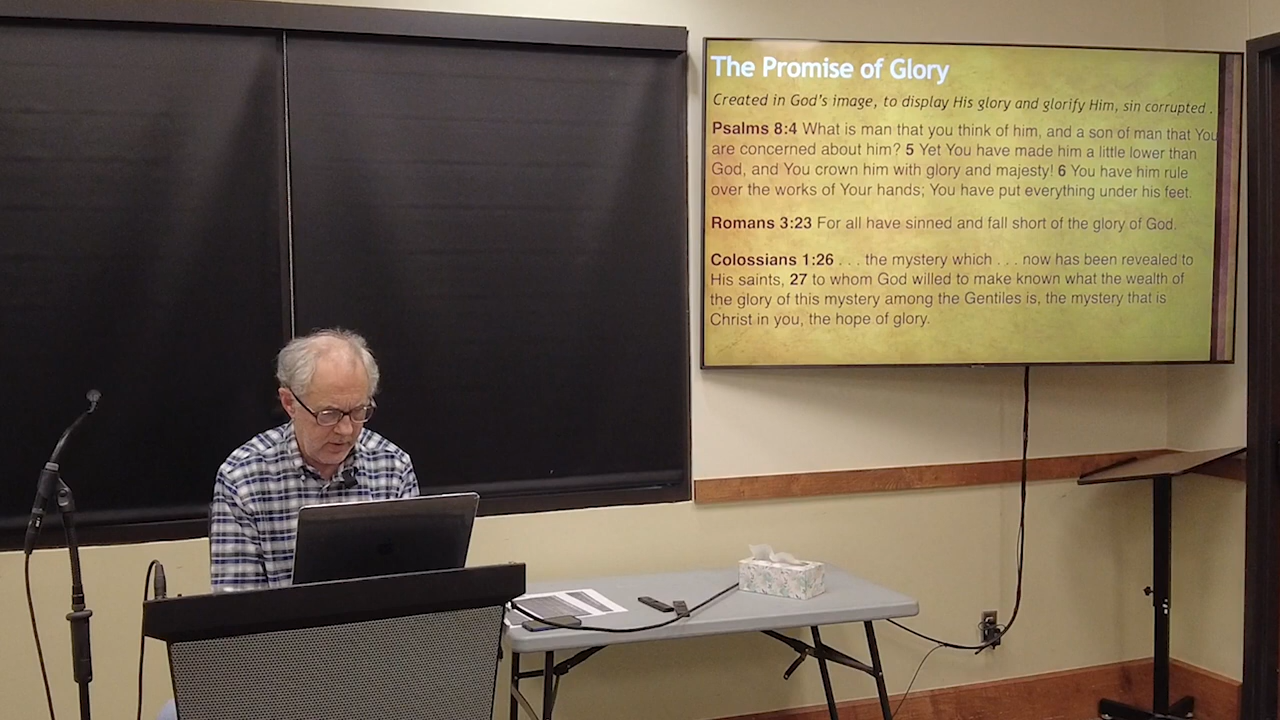 The Promise of Glory
Created in God's image, to display His glory and glorify Him, sin corrupted .
Psalms 8:4 What is man that you think of him, and a son of man that You
are concerned about him? 5 Yet You have made him a little lower than
God, and You crown him with glory and majesty! 6 You have him rule
over the works of Your hands; You have put everything under his feet.
Romans 3:23 For all have sinned and fall short of the glory of God.
Colossians 1:26 . . . the mystery which . . . now has been revealed to
His saints, 27 to whom God willed to make known what the wealth of
the glory of this mystery among the Gentiles is, the mystery that is
Christ in you, the hope of glory.